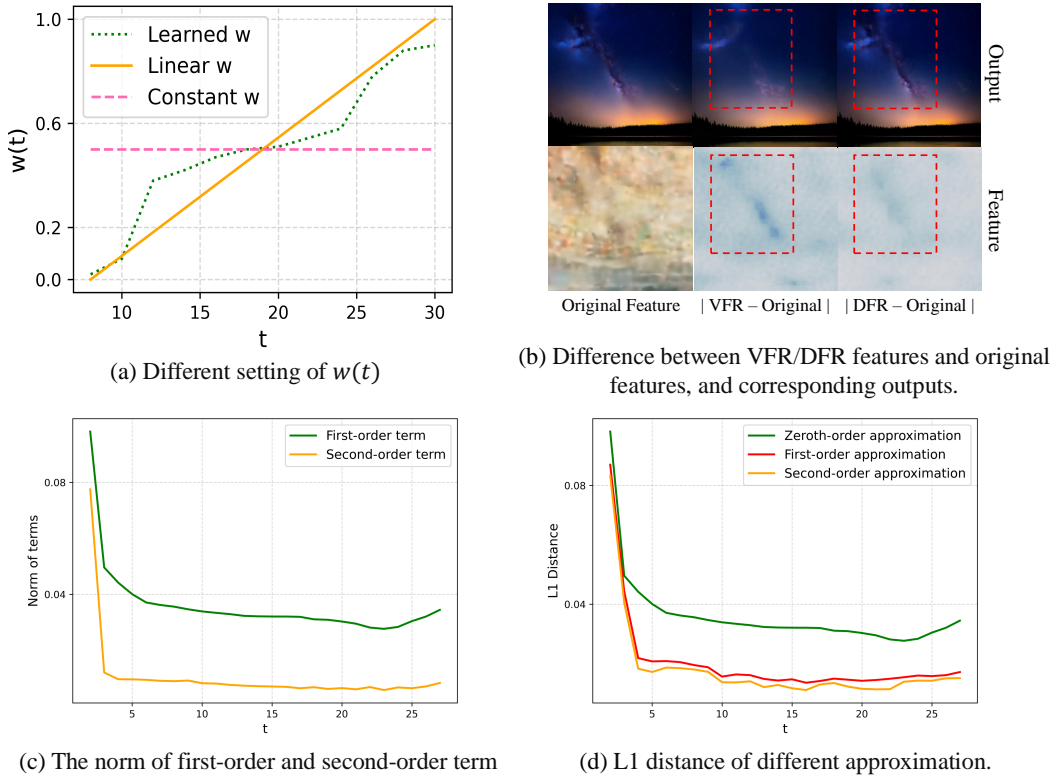 1.0
0.6
0.2
0.0
w(t)
Learned w
Linear w
Constant w
10
15
20
25
30
t
(a) Different setting of w(t)
Output
Feature
Original Feature
| VFR – Original |
| DFR – Original |
(b) Difference between VFR/DFR features and original
features, and corresponding outputs.
0.08
0.04
Norm of terms
First-order term
Second-order term
5
10
15
20
25
t
(c) The norm of first-order and second-order term
0.08
0.04
L1 Distance
Zeroth-order approximation
First-order approximation
Second-order approximation
5
10
15
20
25
t
(d) L1 distance of different approximation.